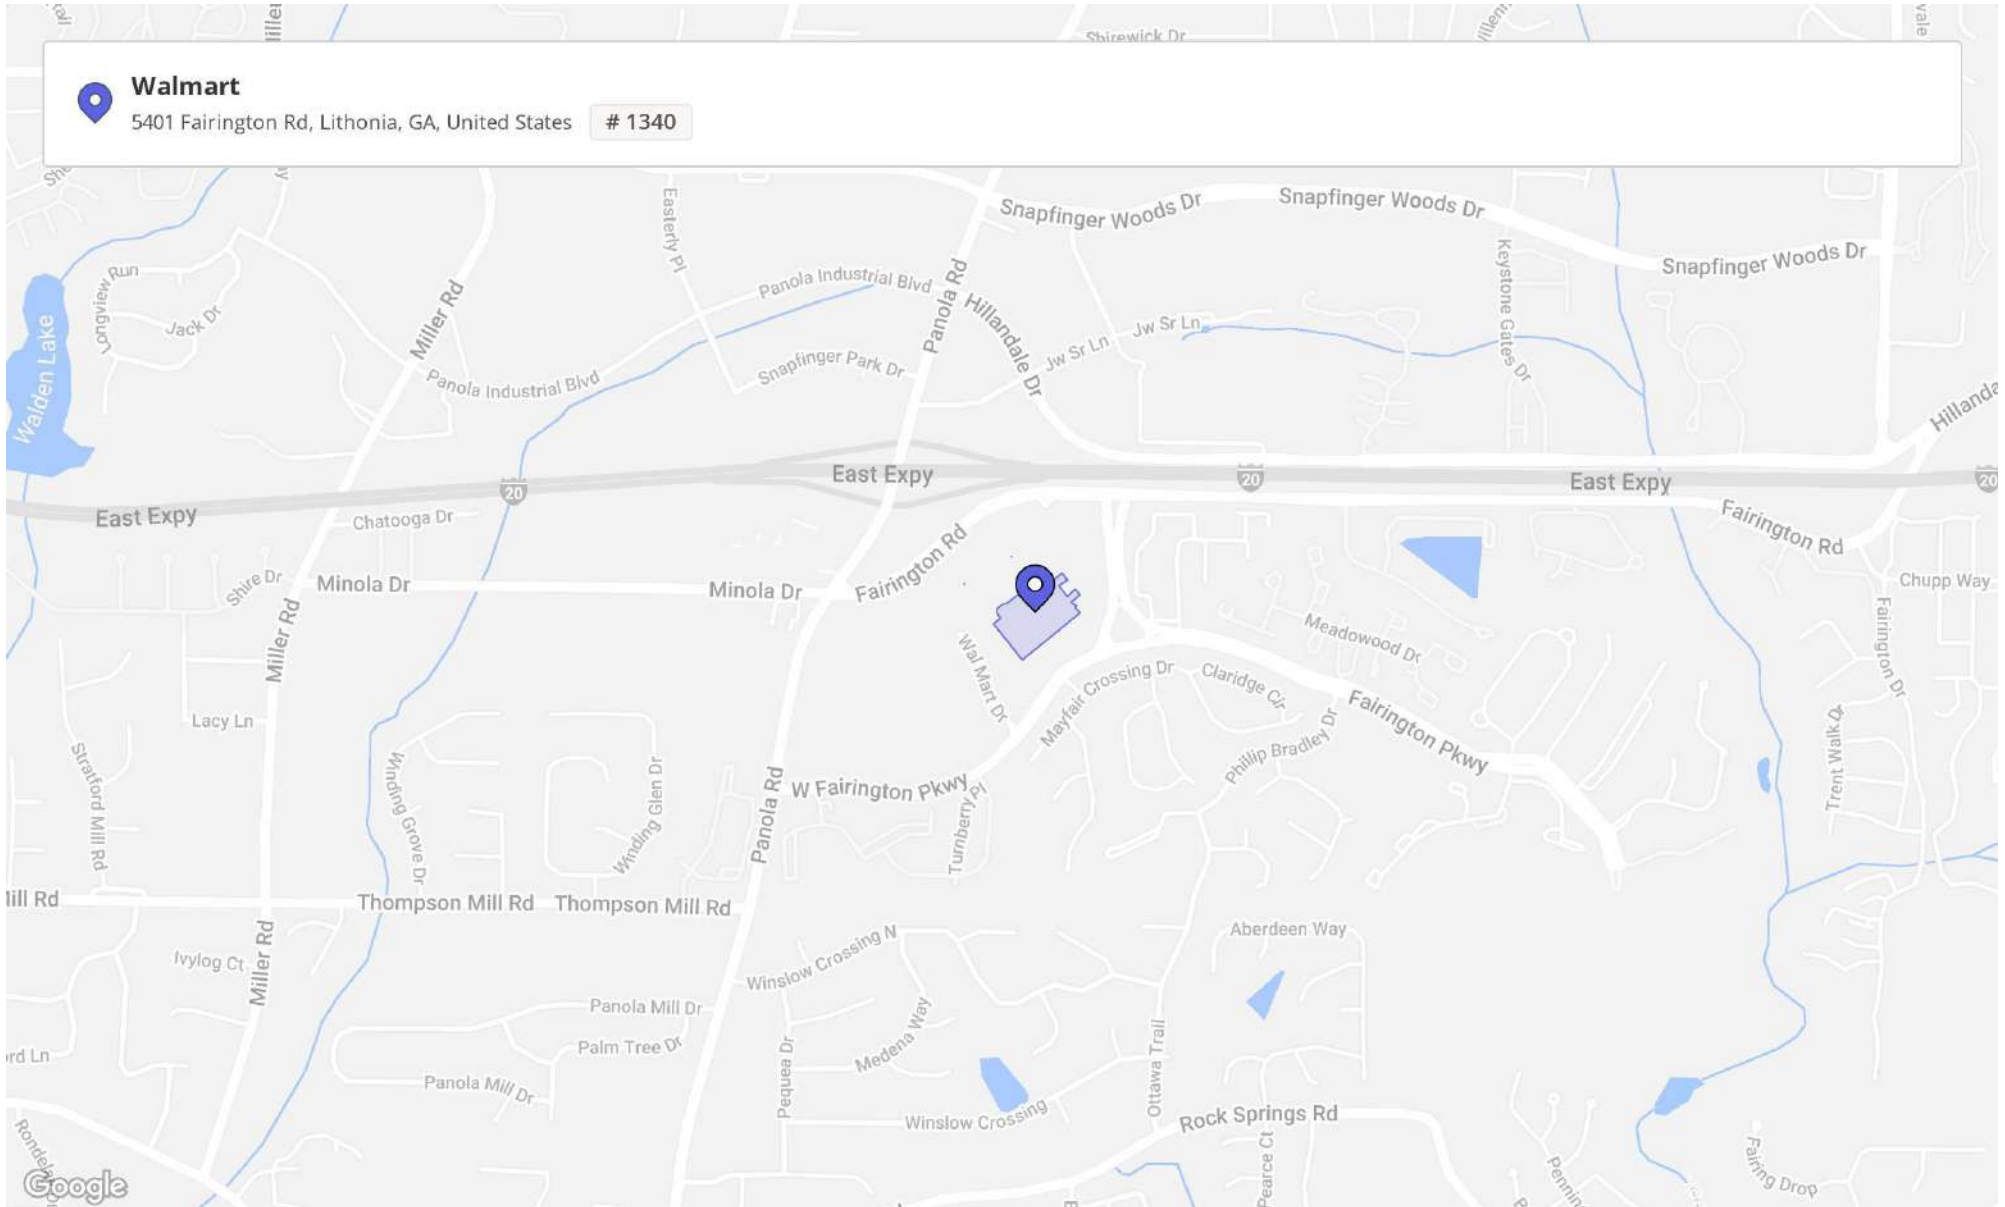 Shirewick Dr
Walmart
5401 Fairington Rd, Lithonia, GA, United States
# 1340
Easterly Pl
Snapfinger Woods Dr
Snapfinger Woods Dr
Snapfinger Woods Dr
Keystone Gates Dr
Longview Run
Jack Dr
Miller Rd
Panola Industrial Blvd
Panola Rd
Hillandale Dr
Jw Sr Ln
Jw Sr Ln
Snapfinger Park Dr
Panola Industrial Blvd
Walden Lake
East Expy
20
East Expy
20
East Expy
20
Fairington Rd
East Expy
Chatooga Dr
Shire Dr
Minola Dr
Minola Dr
Fairington Rd
Chupp Way
Fairington Dr
Miller Rd
Wal Mart Dr
Meadowood Dr
Mayfair Crossing Dr
Claridge Cir
Fairington Pkwy
Phillip Bradley Dr
Trent Walk Dr
Lacy Ln
Stratford Mill Rd
Winding Grove Dr
Winding Glen Dr
Panola Rd
W Fairington Pkwy
Turnberry Pl
Mill Rd
Thompson Mill Rd
Thompson Mill Rd
Aberdeen Way
Ivylog Ct
Miller Rd
Winslow Crossing N
Panola Mill Dr
Palm Tree Dr
Panola Mill Dr
Medena Way
Pequea Dr
Ottawa Trail
Winslow Crossing
Rock Springs Rd
Pearce Ct
Fairing Drop
Google